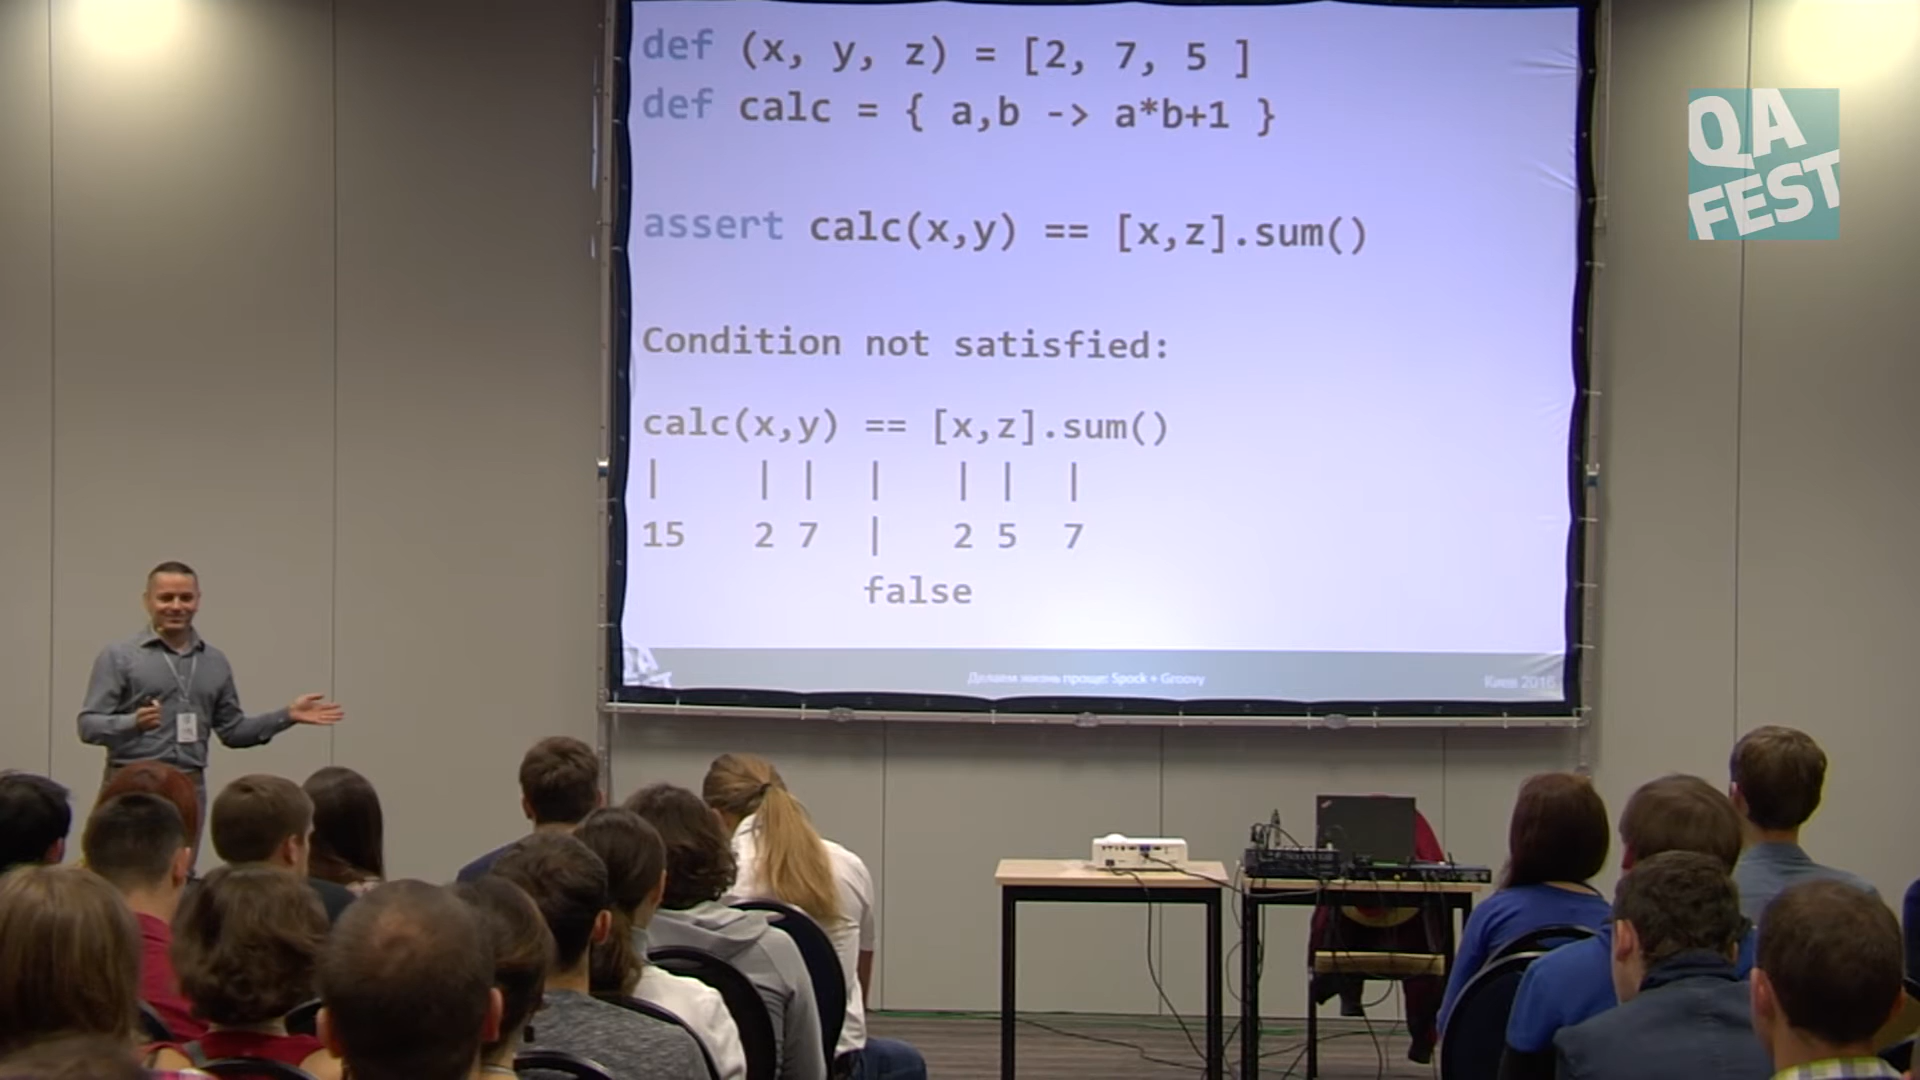 def (x, y, z) = [2, 7, 5 ]
def calc = { a,b -> a*b+1 }
assert calc(x,y) == [x,z].sum()
Condition not satisfied:
calc(x,y) == [x,z].sum()
|    | |  |   | |  |
15   2 7  |   2 5  7
false
Делаем жизнь проще: Spock + Groovy
Киев 2016
QA
FEST
QA